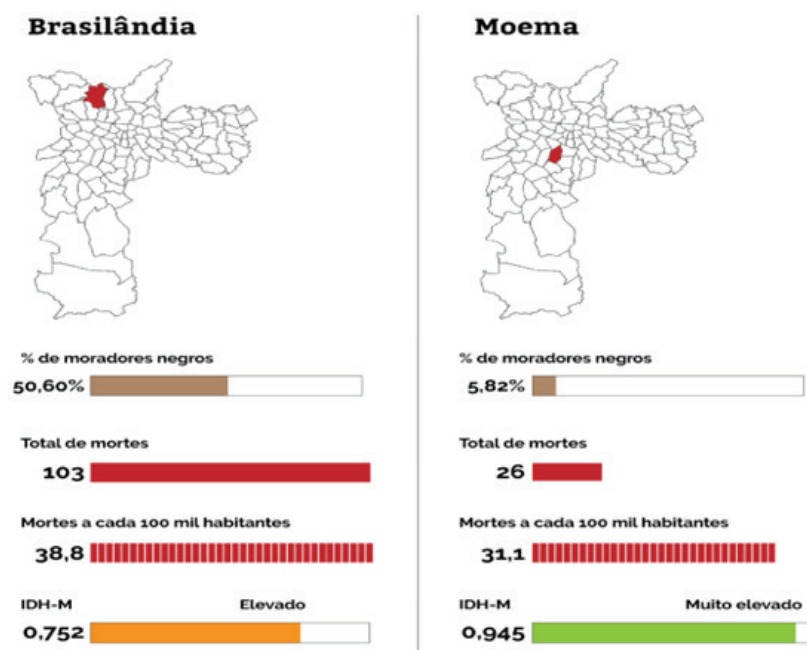 Brasilândia
% de moradores negros
50,60%
Total de mortes
103
Mortes a cada 100 mil habitantes
38,8
IDH-M Elevado
0,752
Moema
% de moradores negros
5,82%
Total de mortes
26
Mortes a cada 100 mil habitantes
31,1
IDH-M Muito elevado
0,945